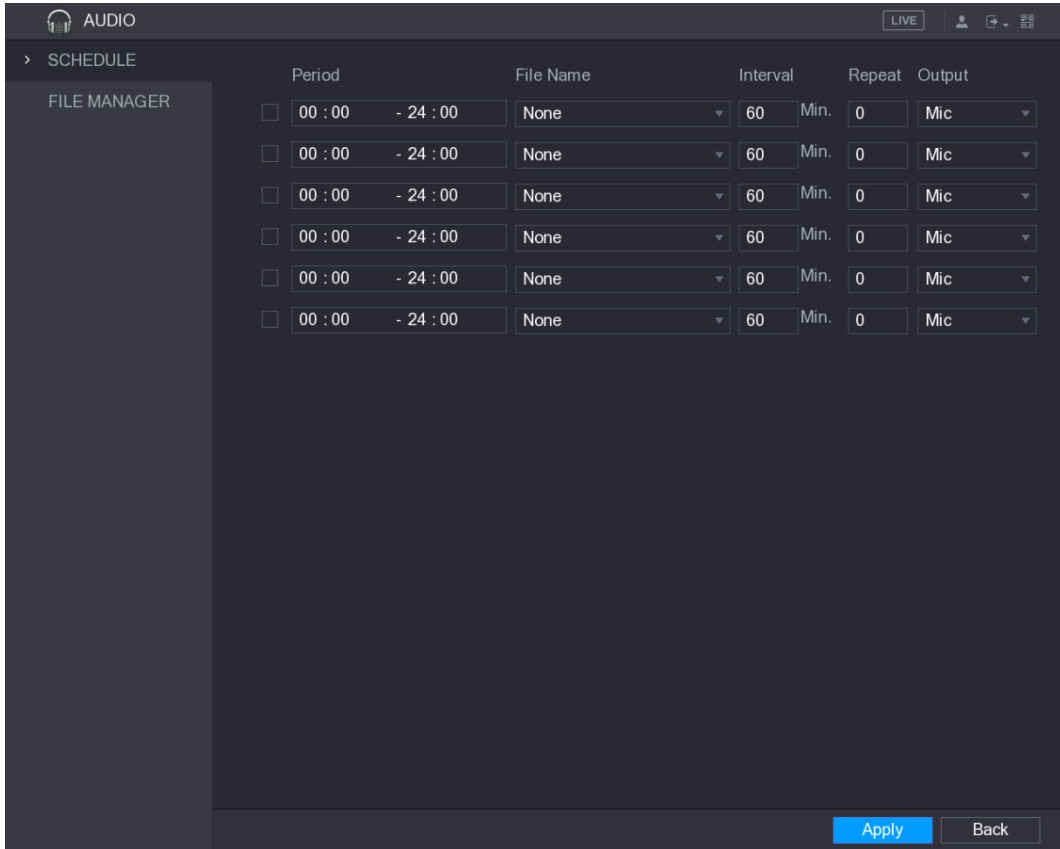 AUDIO LIVE
> SCHEDULE
FILE MANAGER
Period File Name Interval Repeat Output
00 : 00 - 24 : 00 None 60 Min. 0 Mic
00 : 00 - 24 : 00 None 60 Min. 0 Mic
00 : 00 - 24 : 00 None 60 Min. 0 Mic
00 : 00 - 24 : 00 None 60 Min. 0 Mic
00 : 00 - 24 : 00 None 60 Min. 0 Mic
00 : 00 - 24 : 00 None 60 Min. 0 Mic
Apply Back